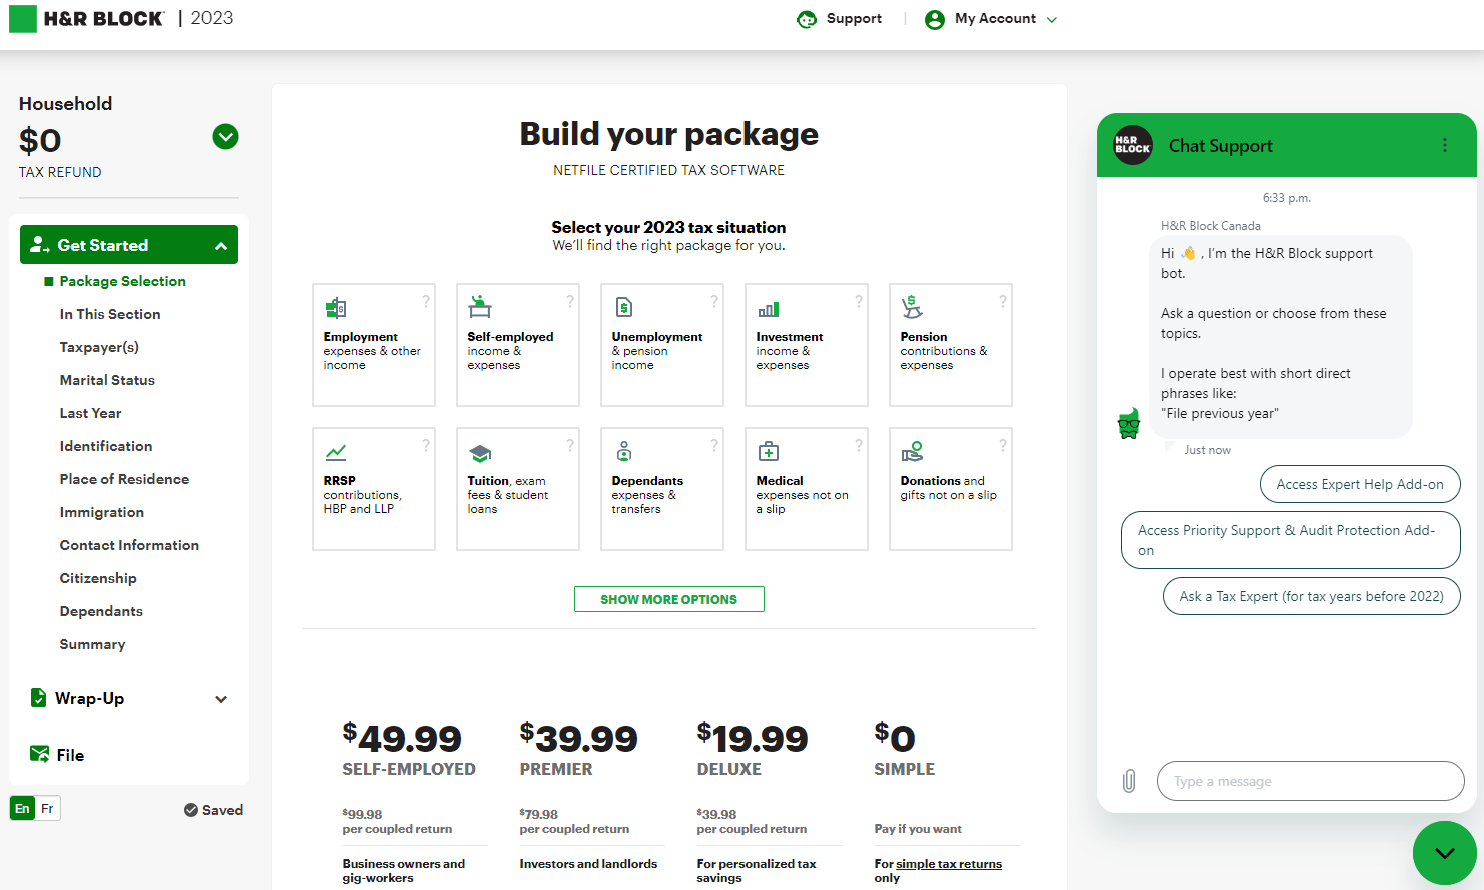 H&R BLOCK | 2023
Support
My Account
Household
$0
TAX REFUND
Get Started
Package Selection
In This Section
Taxpayer(s)
Marital Status
Last Year
Identification
Place of Residence
Immigration
Contact Information
Citizenship
Dependants
Summary
Wrap-Up
File
En Fr
Saved
Build your package
NETFILE CERTIFIED TAX SOFTWARE
Select your 2023 tax situation
We'll find the right package for you.
?
Employment
expenses & other
income
?
Self-employed
income &
expenses
?
Unemployment
& pension
income
?
Investment
income &
expenses
?
Pension
contributions &
expenses
?
RRSP
contributions,
HBP and LLP
?
Tuition, exam
fees & student
loans
?
Dependants
expenses &
transfers
?
Medical
expenses not on
a slip
?
Donations and
gifts not on a slip
SHOW MORE OPTIONS
$49.99
SELF-EMPLOYED
$99.98
per coupled return
Business owners and
gig-workers
$39.99
PREMIER
$79.98
per coupled return
Investors and landlords
$19.99
DELUXE
$39.98
per coupled return
For personalized tax
savings
$0
SIMPLE
Pay if you want
For simple tax returns
only
H&R
BLOCK
Chat Support
6:33 p.m.
H&R Block Canada
Hi 👋 , I'm the H&R Block support
bot.
Ask a question or choose from these
topics.
I operate best with short direct
phrases like:
"File previous year"
Just now
Access Expert Help Add-on
Access Priority Support & Audit Protection Add-
on
Ask a Tax Expert (for tax years before 2022)
Type a message